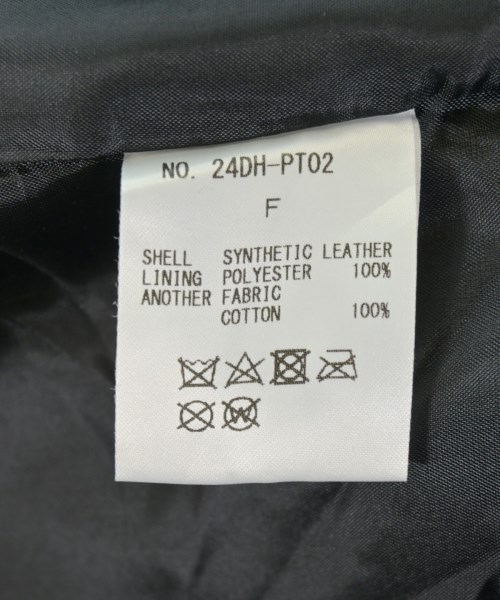 NO. 24DH-PT02
F
SHELL SYNTHETIC LEATHER
LINING POLYESTER 100%
ANOTHER FABRIC
COTTON 100%
W